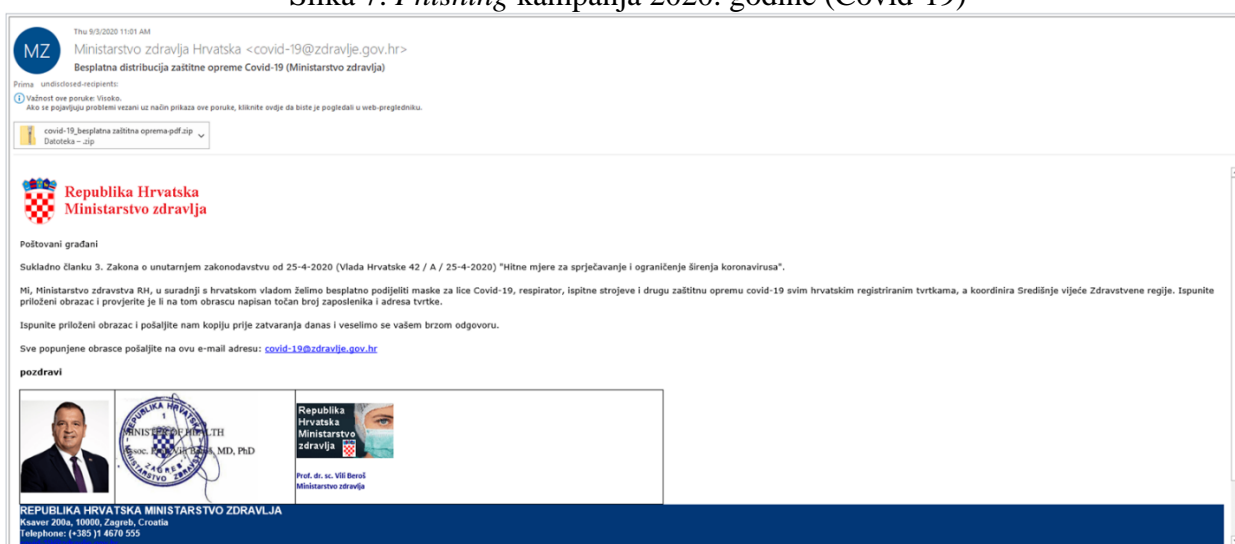 Slika 7. Phishing kampanja 2020. godine (Covid-19)
MZ
Thu 9/3/2020 11:01 AM
Ministarstvo zdravlja Hrvatska <covid-19@zdravlje.gov.hr>
Besplatna distribucija zaštitne opreme Covid-19 (Ministarstvo zdravlja)
Prima undisclosed-recipients:
Važnost ove poruke: Visoko.
Ako se pojavljuju problemi vezani uz način prikaza ove poruke, kliknite ovdje da biste je pogledali u web-pregledniku.
covid-19_besplatna zaštitna oprema-pdf.zip
Datoteka – .zip
Republika Hrvatska
Ministarstvo zdravlja
Poštovani građani
Sukladno članku 3. Zakona o unutarnjem zakonodavstvu od 25-4-2020 (Vlada Hrvatske 42 / A / 25-4-2020) "Hitne mjere za sprječavanje i ograničenje širenja koronavirusa".
Mi, Ministarstvo zdravstva RH, u suradnji s hrvatskom vladom želimo besplatno podijeliti maske za lice Covid-19, respirator, ispitne strojeve i drugu zaštitnu opremu covid-19 svim hrvatskim registriranim tvrtkama, a koordinira Središnje vijeće Zdravstvene regije. Ispunite
priloženi obrazac i provjerite je li na tom obrascu napisan točan broj zaposlenika i adresa tvrtke.
Ispunite priloženi obrazac i pošaljite nam kopiju prije zatvaranja danas i veselimo se vašem brzom odgovoru.
Sve popunjene obrasce pošaljite na ovu e-mail adresu: covid-19@zdravlje.gov.hr
pozdravi
REPUBLIKA HRVATSKA
1
MINISTARSTVO ZDRAVLJA
ZAGREB
MD, PhD
Republika
Hrvatska
Ministarstvo
zdravlja
Prof. dr. sc. Vili Beroš
Ministarstvo zdravlja
REPUBLIKA HRVATSKA MINISTARSTVO ZDRAVLJA
Ksaver 200a, 10000, Zagreb, Croatia
Telephone: (+385 )1 4670 555